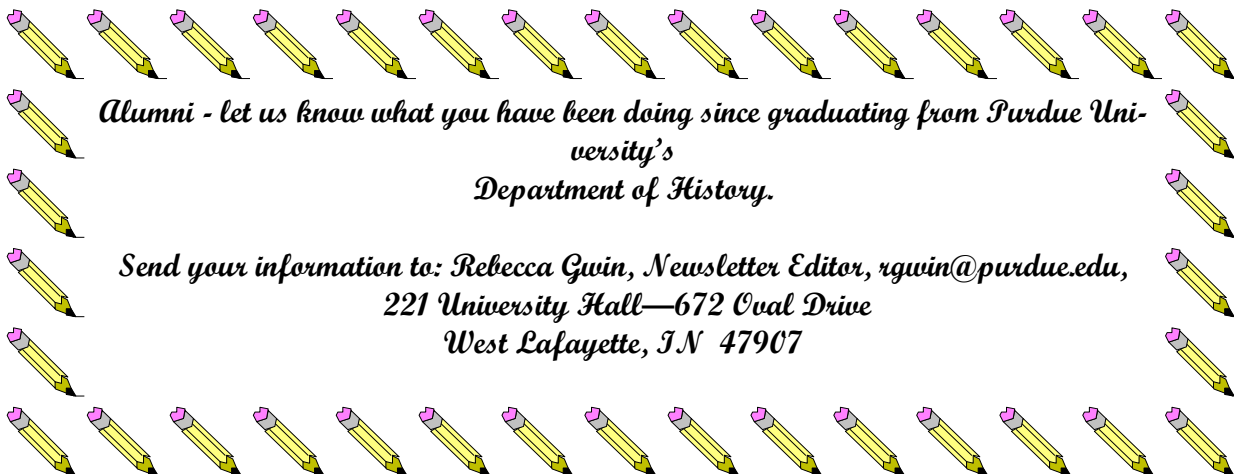 Alumni - let us know what you have been doing since graduating from Purdue Uni-
versity's
Department of History.
Send your information to: Rebecca Gwin, Newsletter Editor, rgwin@purdue.edu,
221 University Hall—672 Oval Drive
West Lafayette, IN 47907